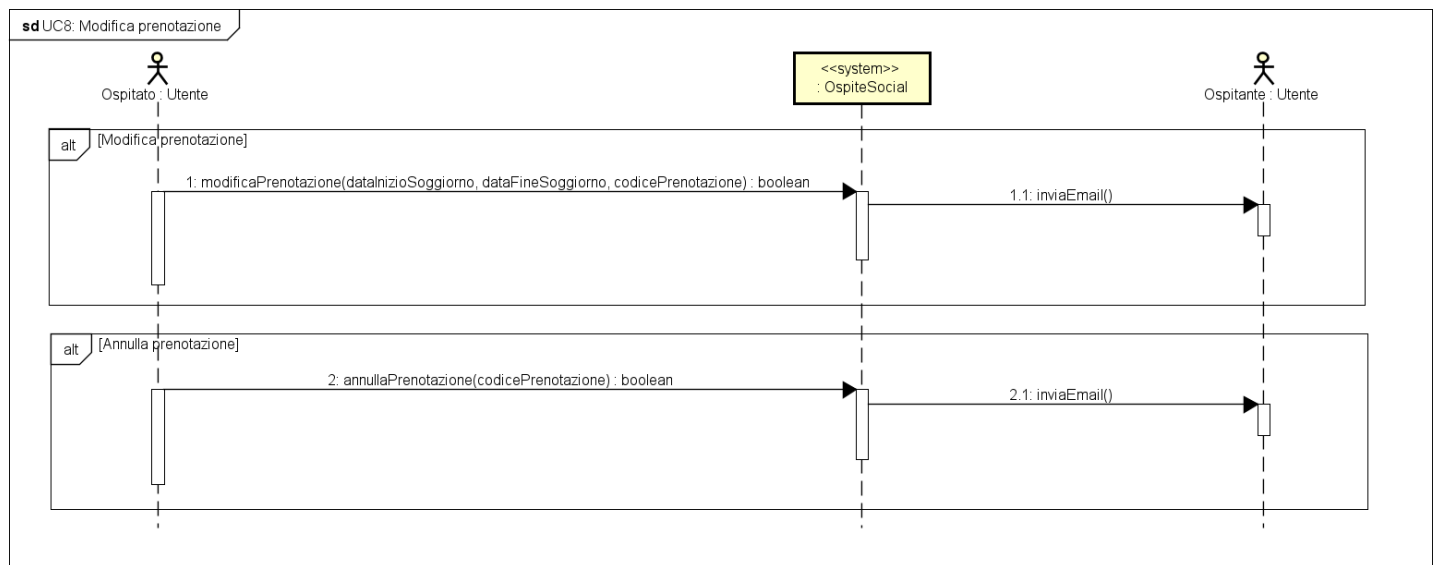 sd UC8: Modifica prenotazione
Ospitato : Utente
<<system>>
: OspiteSocial
Ospitante : Utente
alt [Modifica prenotazione]
1: modificaPrenotazione(dataInizioSoggiorno, dataFineSoggiorno, codicePrenotazione) : boolean
1.1: inviaEmail()
alt [Annulla prenotazione]
2: annullaPrenotazione(codicePrenotazione) : boolean
2.1: inviaEmail()